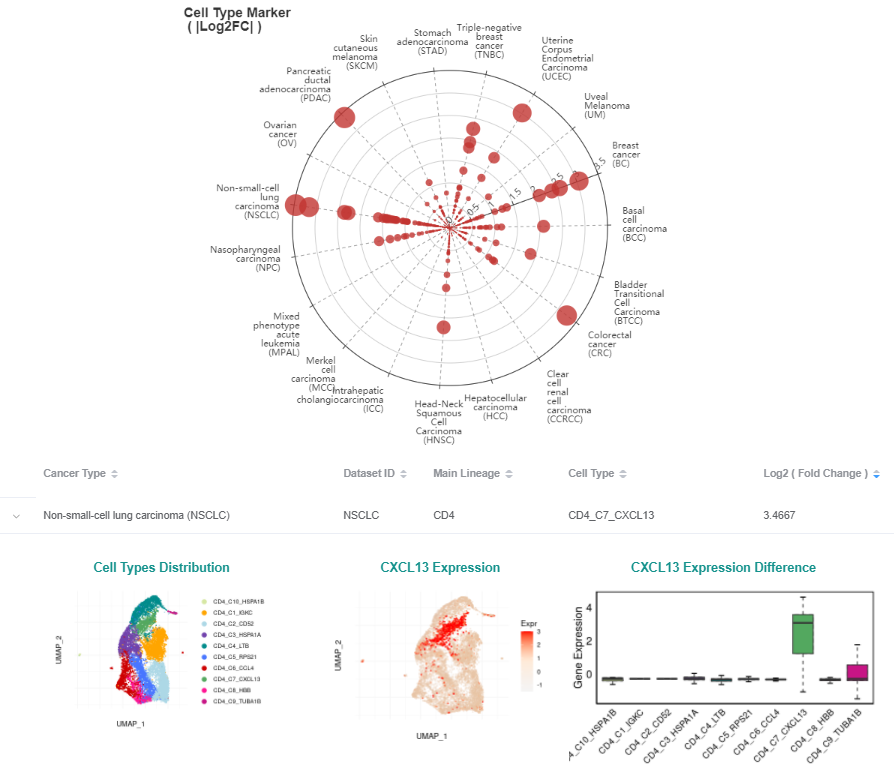 Cell Type Marker
( |Log2FC| )
Stomach
adenocarcinoma
(STAD)
Triple-negative
breast
cancer
(TNBC)
Uterine
Corpus
Endometrial
Carcinoma
(UCEC)
Uveal
Melanoma
(UM)
Breast
cancer
(BC)
Basal
cell
carcinoma
(BCC)
Bladder
Transitional
Cell
Carcinoma
(BTCC)
Colorectal
cancer
(CRC)
Clear
cell
renal
cell
carcinoma
(CCRCC)
Hepatocellular
carcinoma
(HCC)
Head-Neck
Squamous
Cell
Carcinoma
(HNSC)
Intrahepatic
cholangiocarcinoma
(ICC)
Merkel
cell
carcinoma
(MCC)
Mixed
phenotype
acute
leukemia
(MPAL)
Nasopharyngeal
carcinoma
(NPC)
Non-small-cell
lung
carcinoma
(NSCLC)
Ovarian
cancer
(OV)
Pancreatic
ductal
adenocarcinoma
(PDAC)
Skin
cutaneous
melanoma
(SKCM)
0
0.5
1
1.5
2
2.5
3.5
Cancer Type Dataset ID Main Lineage Cell Type Log2 ( Fold Change )
Non-small-cell lung carcinoma (NSCLC) NSCLC CD4 CD4_C7_CXCL13 3.4667
Cell Types Distribution
UMAP_2
UMAP_1
CD4_C10_HSPA1B
CD4_C1_IGKC
CD4_C2_CD52
CD4_C3_HSPA1A
CD4_C4_LTB
CD4_C5_RPS21
CD4_C6_CCL4
CD4_C7_CXCL13
CD4_C8_HBB
CD4_C9_TUBA1B
CXCL13 Expression
UMAP_2
UMAP_1
Expr
3
2
1
0
-1
CXCL13 Expression Difference
Gene Expression
4
2
0
4_C10_HSPA1B
CD4_C1_IGKC
CD4_C2_CD52
CD4_C3_HSPA1A
CD4_C4_LTB
CD4_C5_RPS21
CD4_C6_CCL4
CD4_C7_CXCL13
CD4_C8_HBB
CD4_C9_TUBA1B